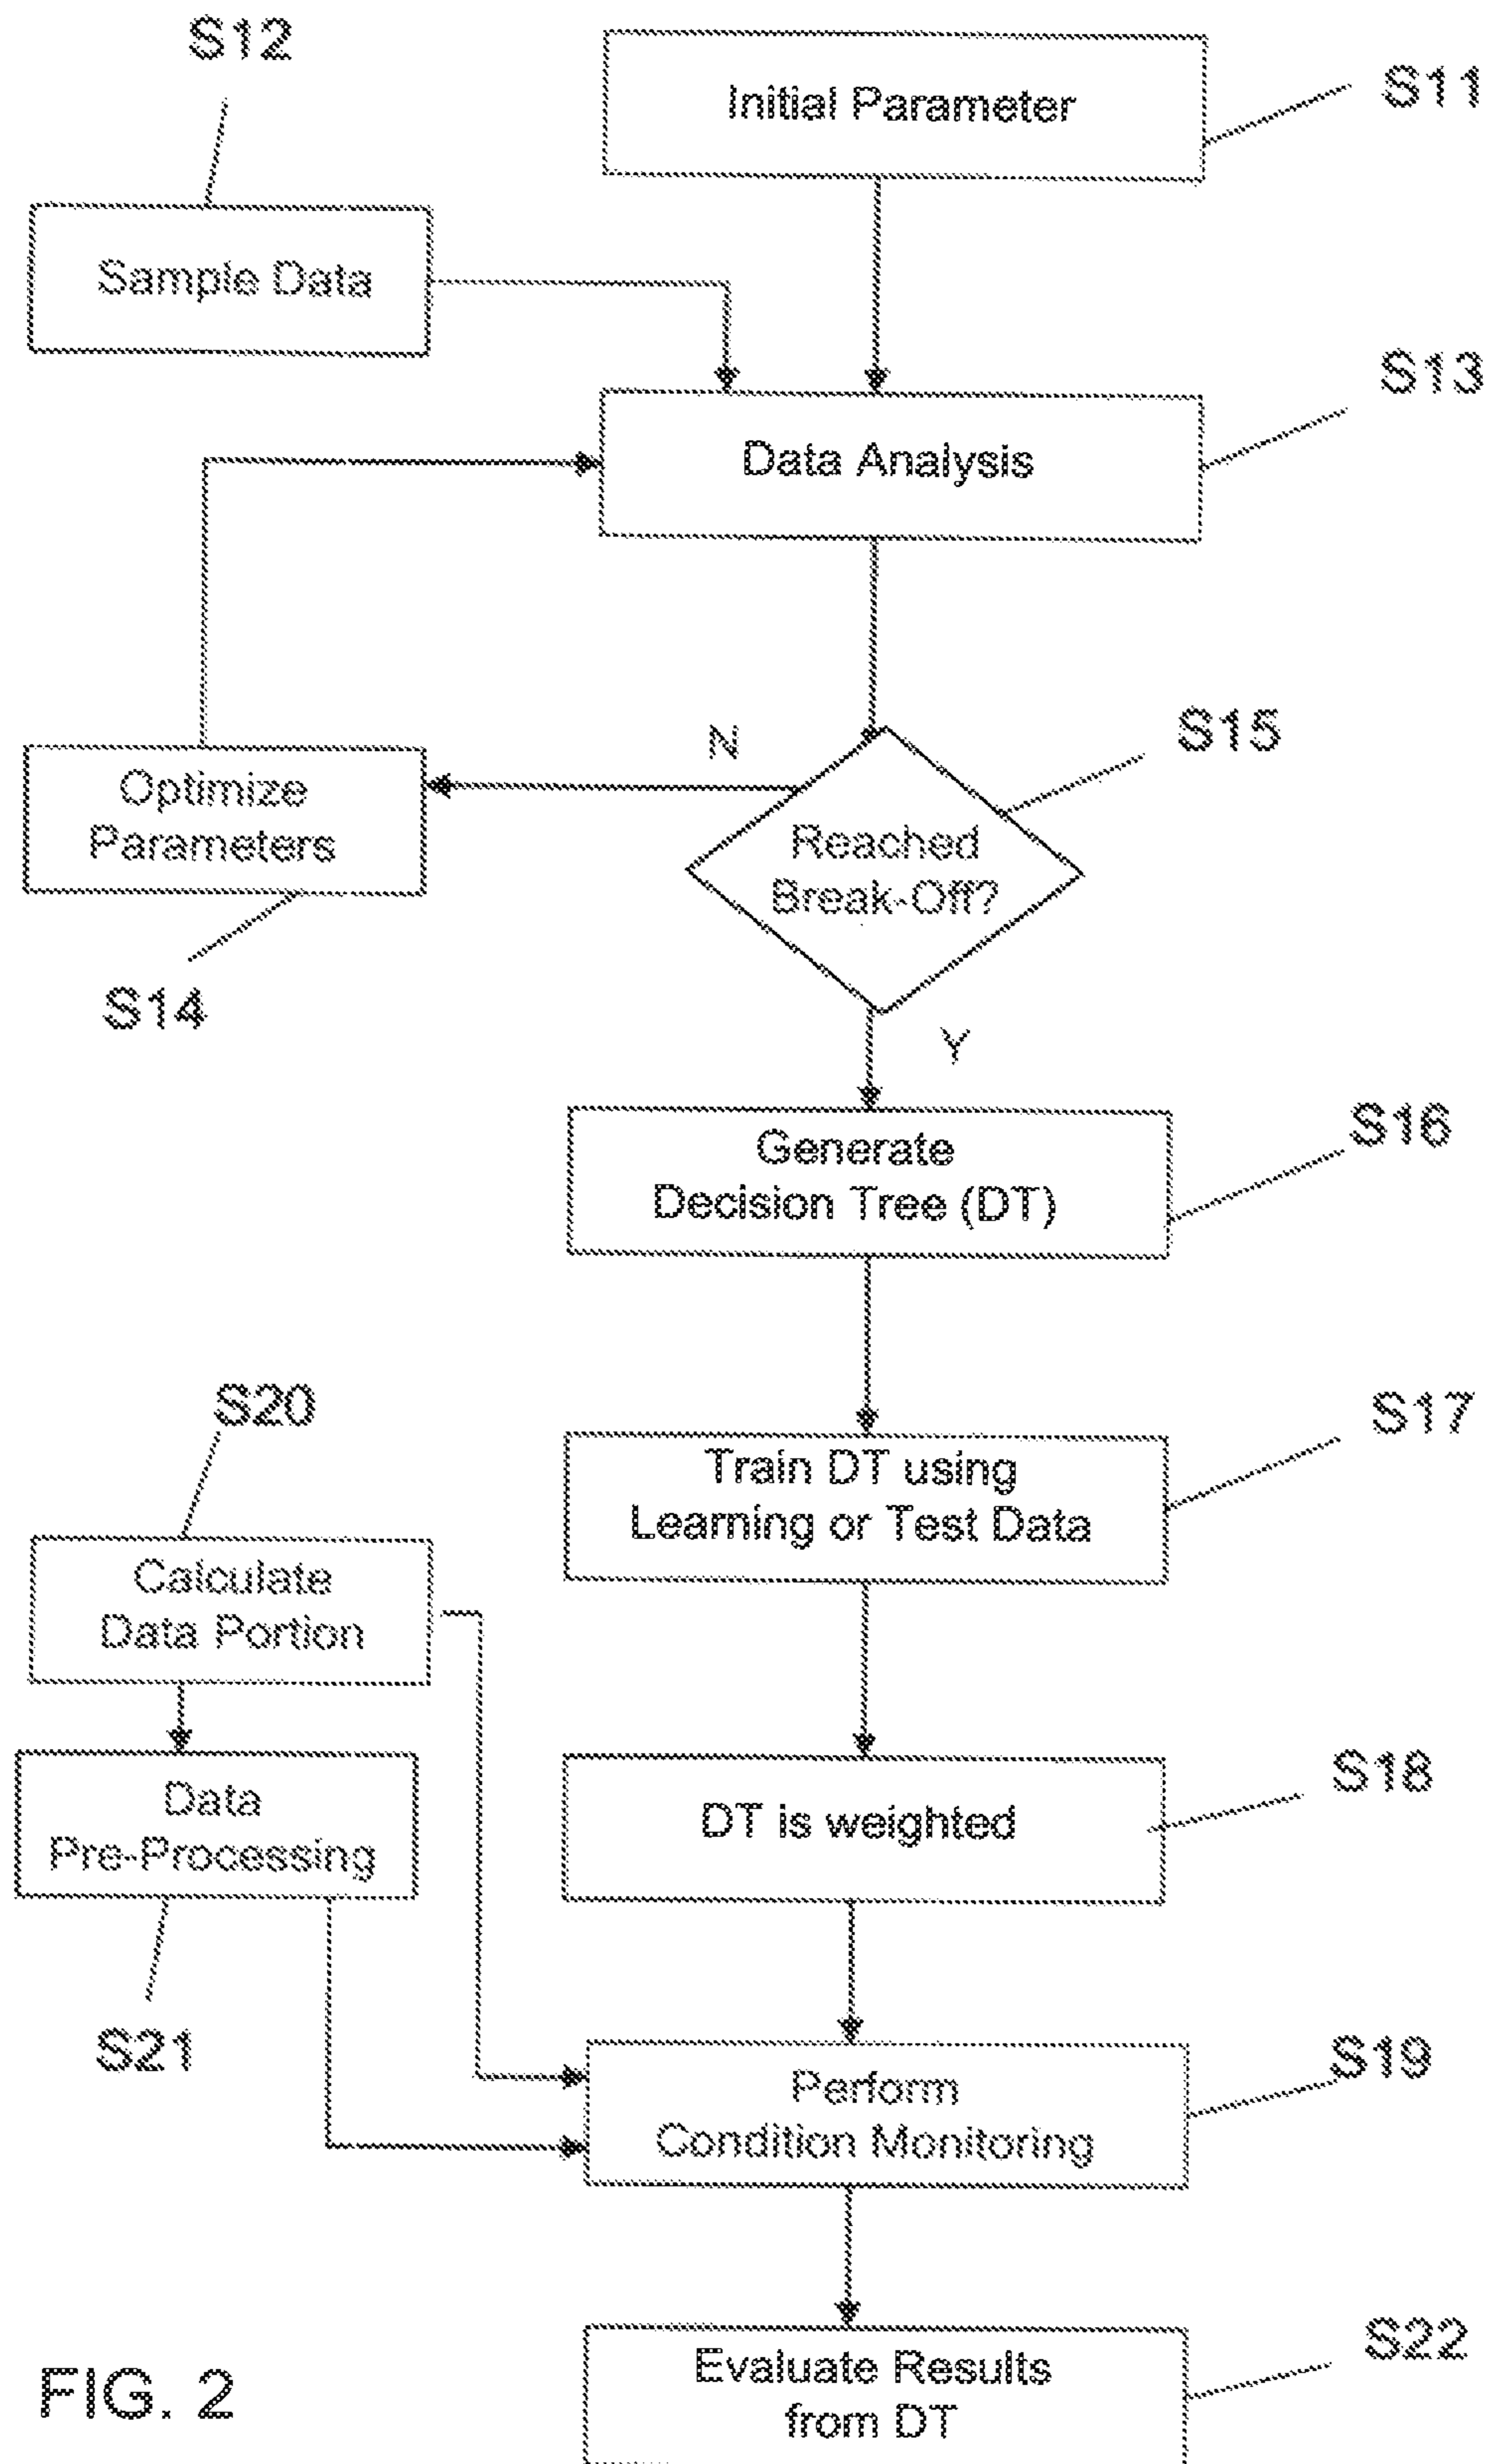 S12
Initial Parameter
S11
Sample Data
S13
Data Analysis
N
S15
Optimize
Parameters
Reached
Break-Off?
S14
Y
Generate
Decision Tree (DT)
S16
S20
S17
Train DT using
Learning or Test Data
Calculate
Data Portion
S18
Data
Pre-Processing
DT is weighted
S21
S19
Perform
Condition Monitoring
S22
Evaluate Results
from DT
FIG. 2